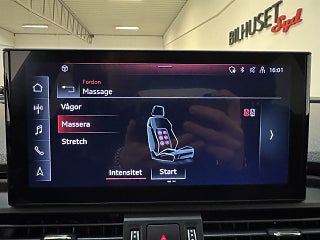 BILHUSET
Syd
16:01
Fordon
Massage
Vågor
Massera
Stretch
Intensitet
Start